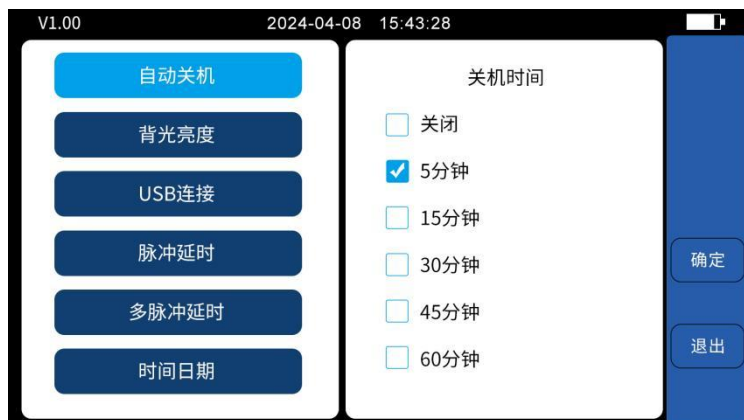 V1.00 2024-04-08 15:43:28
自动关机
背光亮度
USB连接
脉冲延时
多脉冲延时
时间日期
关机时间
关闭
5分钟
15分钟
30分钟
45分钟
60分钟
确定
退出